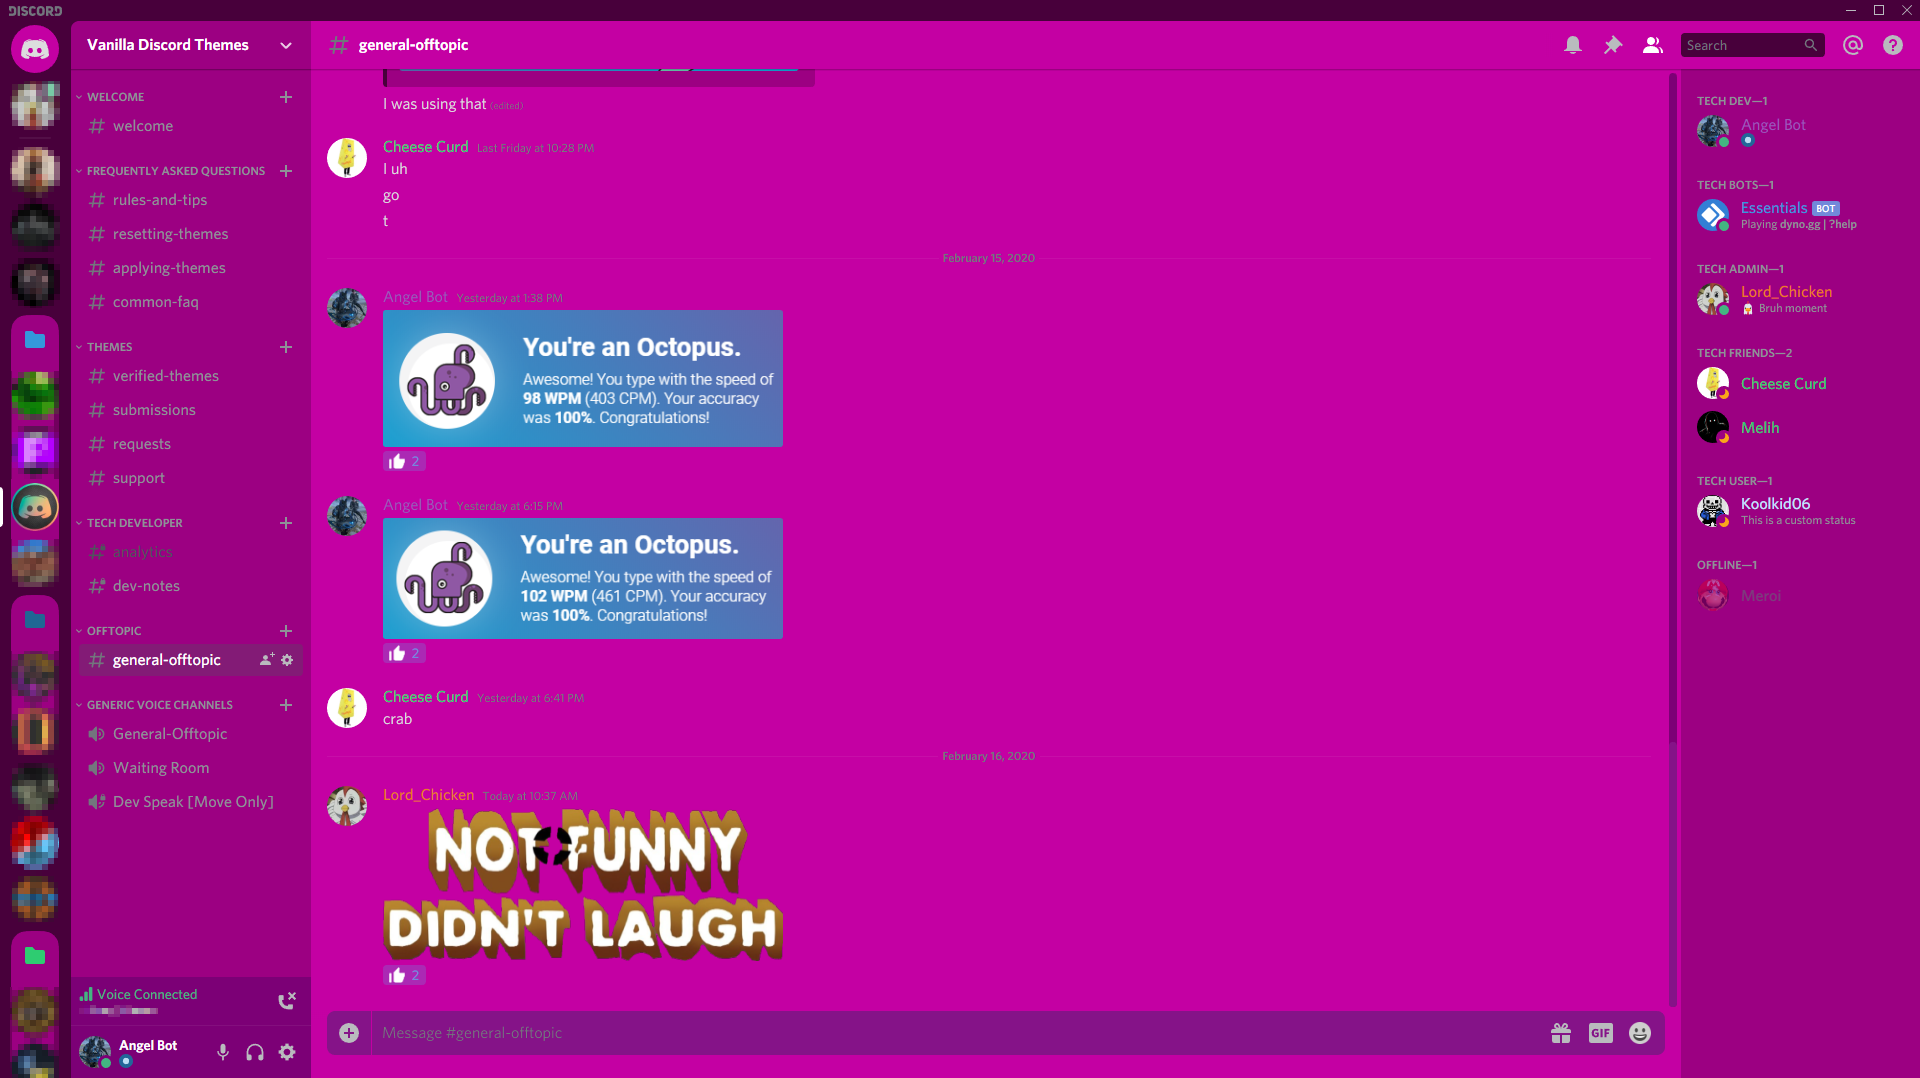 DISCORD
Vanilla Discord Themes
general-offtopic
Search
WELCOME
welcome
FREQUENTLY ASKED QUESTIONS
rules-and-tips
resetting-themes
applying-themes
common-faq
THEMES
verified-themes
submissions
requests
support
TECH DEVELOPER
analytics
dev-notes
OFFTOPIC
general-offtopic
GENERIC VOICE CHANNELS
General-Offtopic
Waiting Room
Dev Speak [Move Only]
Voice Connected
Angel Bot
I was using that (edited)
Cheese Curd Last Friday at 10:28 PM
I uh
go
t
February 15, 2020
Angel Bot Yesterday at 1:38 PM
You're an Octopus.
Awesome! You type with the speed of
98 WPM (403 CPM). Your accuracy
was 100%. Congratulations!
2
Angel Bot Yesterday at 6:15 PM
You're an Octopus.
Awesome! You type with the speed of
102 WPM (461 CPM). Your accuracy
was 100%. Congratulations!
2
Cheese Curd Yesterday at 6:41 PM
crab
February 16, 2020
Lord_Chicken Today at 10:37 AM
NOT FUNNY
DIDN'T LAUGH
2
Message #general-offtopic
GIF
TECH DEV—1
Angel Bot
TECH BOTS—1
Essentials BOT
Playing dyno.gg | ?help
TECH ADMIN—1
Lord_Chicken
Bruh moment
TECH FRIENDS—2
Cheese Curd
Melih
TECH USER—1
Koolkid06
This is a custom status
OFFLINE—1
Meroi